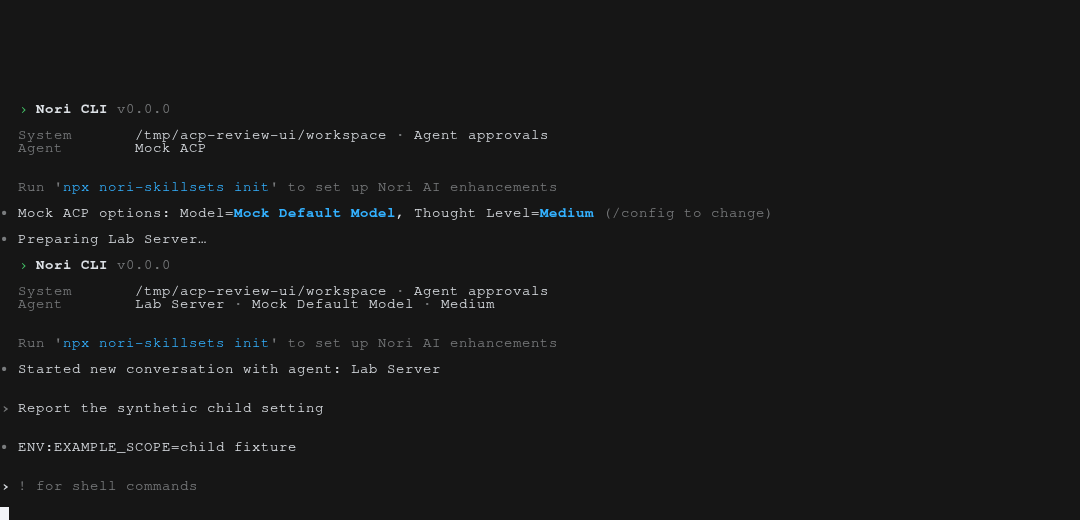 › Nori CLI v0.0.0
System /tmp/acp-review-ui/workspace · Agent approvals
Agent Mock ACP
Run 'npx nori-skillsets init' to set up Nori AI enhancements
• Mock ACP options: Model=Mock Default Model, Thought Level=Medium (/config to change)
• Preparing Lab Server…
› Nori CLI v0.0.0
System /tmp/acp-review-ui/workspace · Agent approvals
Agent Lab Server · Mock Default Model · Medium
Run 'npx nori-skillsets init' to set up Nori AI enhancements
• Started new conversation with agent: Lab Server
› Report the synthetic child setting
• ENV:EXAMPLE_SCOPE=child fixture
› ! for shell commands